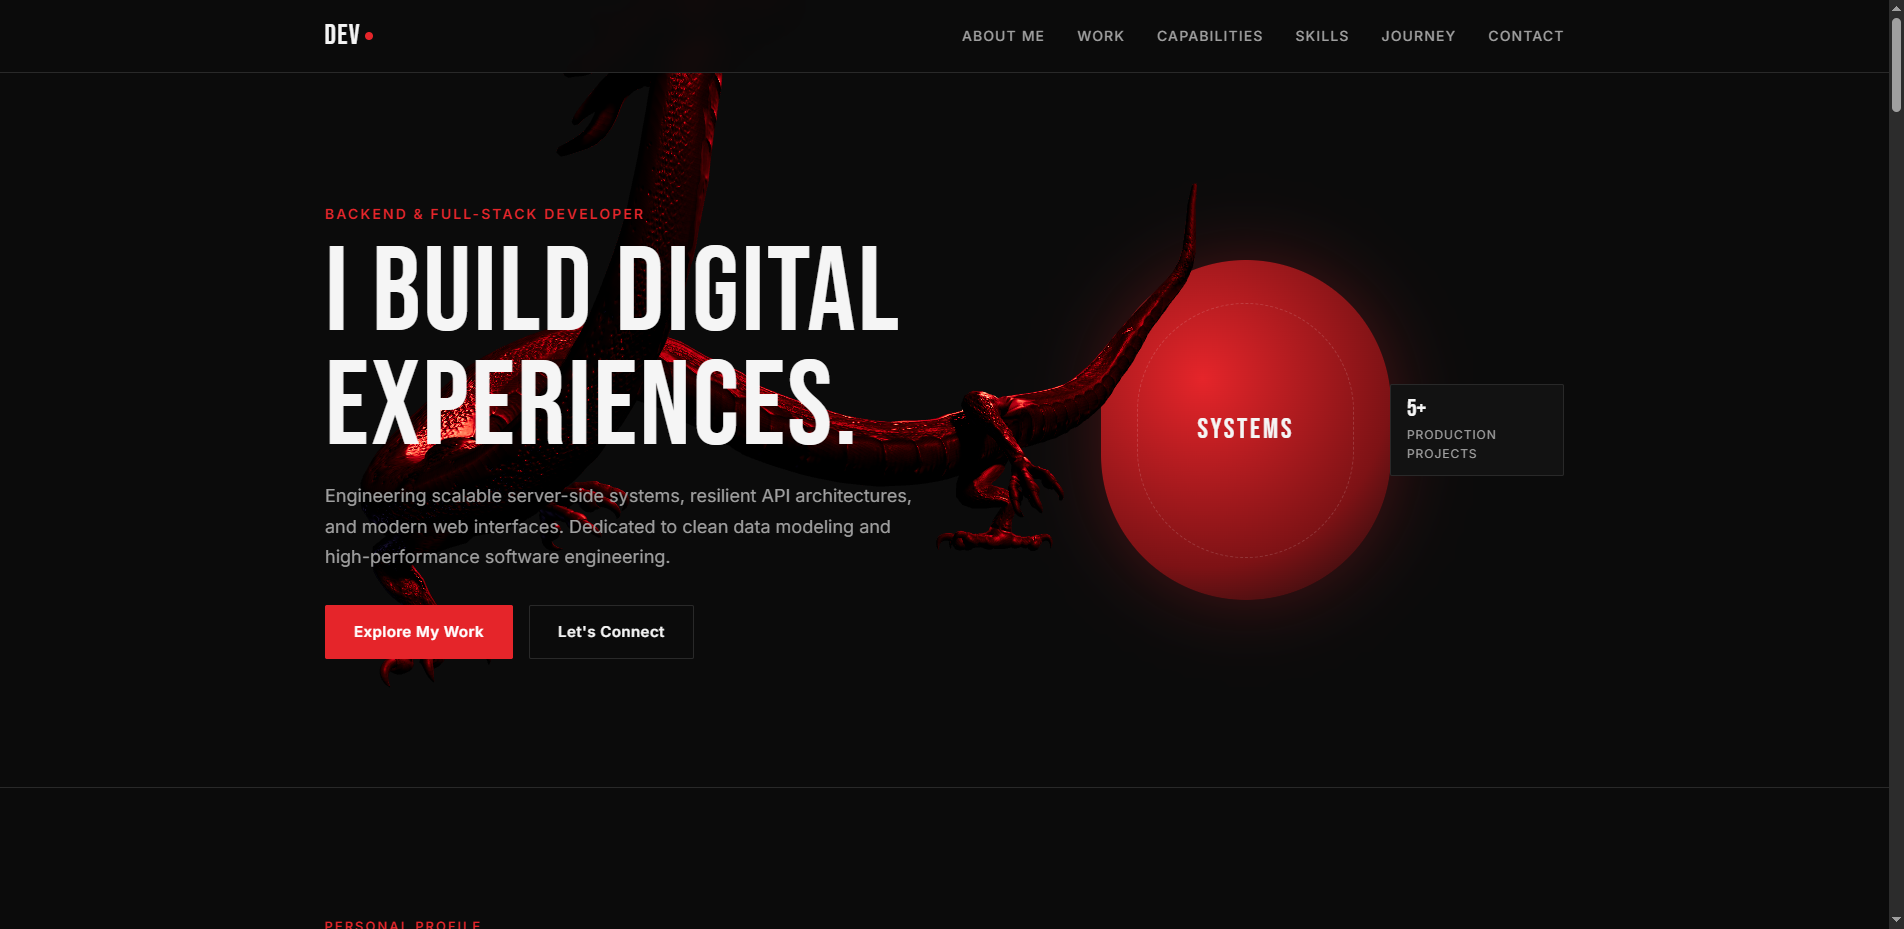 DEV
ABOUT ME
WORK
CAPABILITIES
SKILLS
JOURNEY
CONTACT
BACKEND & FULL-STACK DEVELOPER
I BUILD DIGITAL
EXPERIENCES.
Engineering scalable server-side systems, resilient API architectures,
and modern web interfaces. Dedicated to clean data modeling and
high-performance software engineering.
Explore My Work
Let's Connect
SYSTEMS
5+
PRODUCTION
PROJECTS
PERSONAL PROFILE